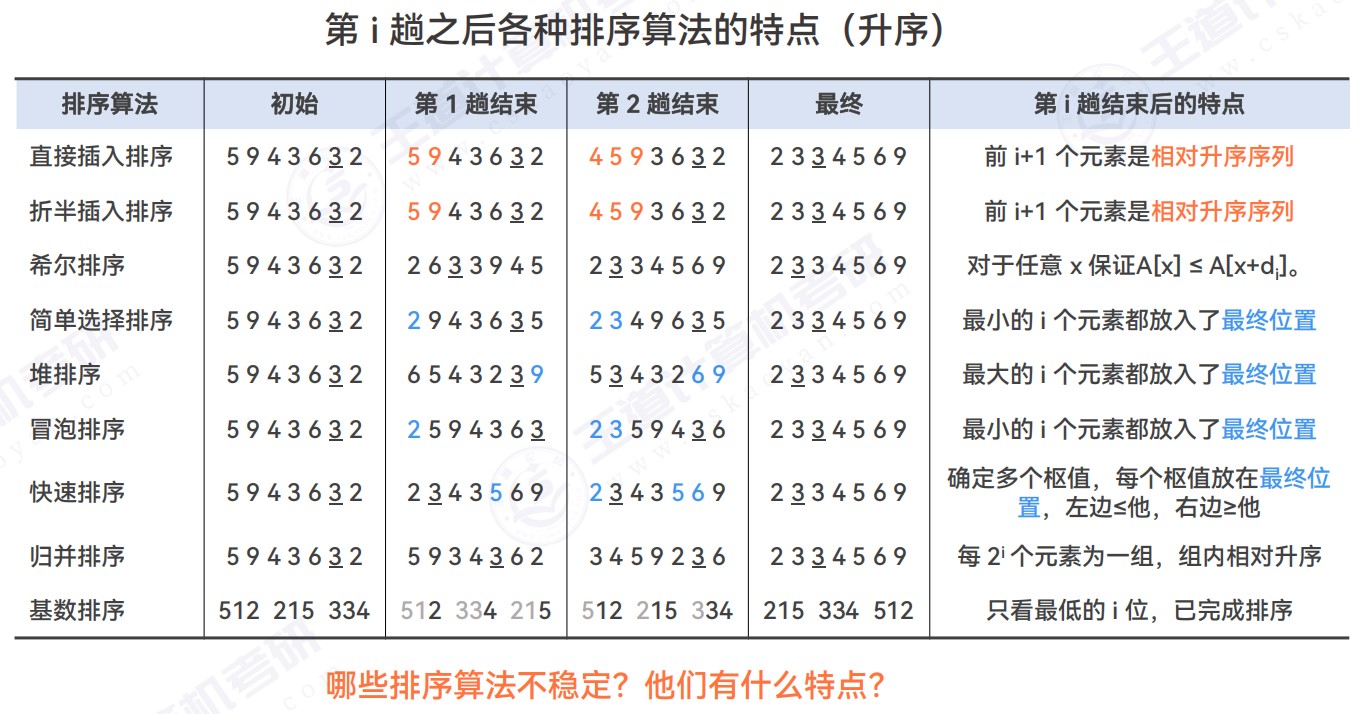 第 i 趟之后各种排序算法的特点（升序）
排序算法 初始 第 1 趟结束 第 2 趟结束 最终 第 i 趟结束后的特点
直接插入排序 5 9 4 3 6 3 2 5 9 4 3 6 3 2 4 5 9 3 6 3 2 2 3 3 4 5 6 9 前 i+1 个元素是相对升序序列
折半插入排序 5 9 4 3 6 3 2 5 9 4 3 6 3 2 4 5 9 3 6 3 2 2 3 3 4 5 6 9 前 i+1 个元素是相对升序序列
希尔排序 5 9 4 3 6 3 2 2 6 3 3 9 4 5 2 3 3 4 5 6 9 2 3 3 4 5 6 9 对于任意 x 保证A[x] ≤ A[x+di]。
简单选择排序 5 9 4 3 6 3 2 2 9 4 3 6 3 5 2 3 4 9 6 3 5 2 3 3 4 5 6 9 最小的 i 个元素都放入了最终位置
堆排序 5 9 4 3 6 3 2 6 5 4 3 2 3 9 5 3 4 3 2 6 9 2 3 3 4 5 6 9 最大的 i 个元素都放入了最终位置
冒泡排序 5 9 4 3 6 3 2 2 5 9 4 3 6 3 2 3 5 9 4 3 6 2 3 3 4 5 6 9 最小的 i 个元素都放入了最终位置
快速排序 5 9 4 3 6 3 2 2 3 4 3 5 6 9 2 3 4 3 5 6 9 2 3 3 4 5 6 9 确定多个枢值，每个枢值放在最终位
置，左边≤他，右边≥他
归并排序 5 9 4 3 6 3 2 5 9 3 4 3 6 2 3 4 5 9 2 3 6 2 3 3 4 5 6 9 每 2i 个元素为一组，组内相对升序
基数排序 512 215 334 512 334 215 512 215 334 215 334 512 只看最低的 i 位，已完成排序
哪些排序算法不稳定？他们有什么特点？